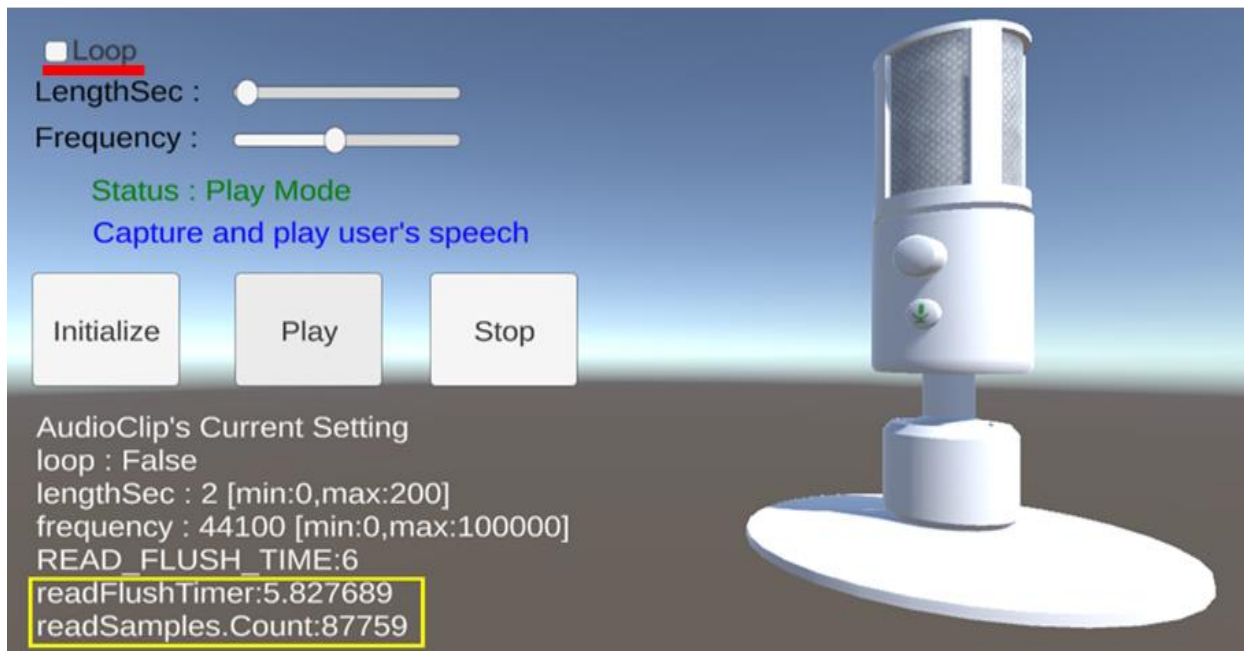 Loop
LengthSec :
Frequency :
Status : Play Mode
Capture and play user's speech
Initialize Play Stop
AudioClip's Current Setting
loop : False
lengthSec : 2 [min:0,max:200]
frequency : 44100 [min:0,max:100000]
READ_FLUSH_TIME:6
readFlushTimer:5.827689
readSamples.Count:87759